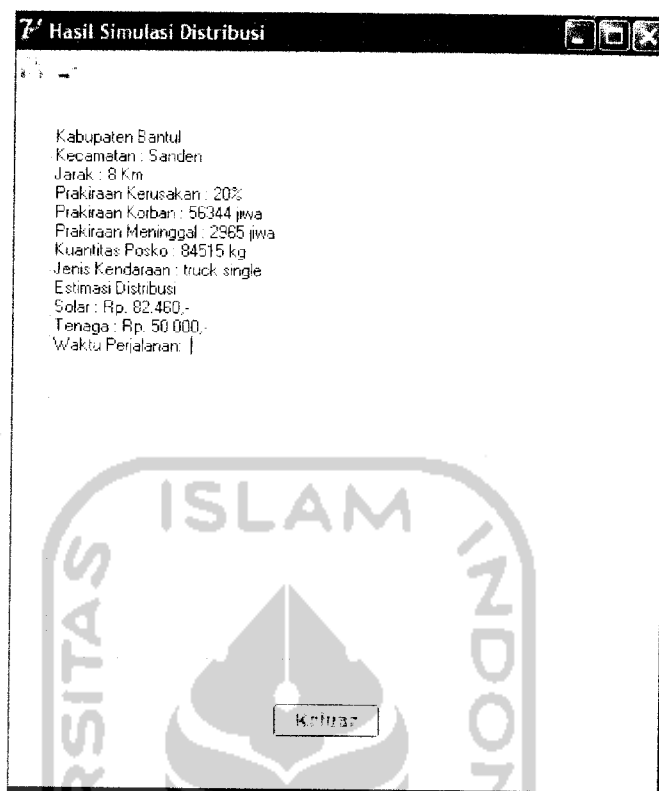 Hasil Simulasi Distribusi
Kabupaten Bantul
Kecamatan : Sanden
Jarak : 8 Km
Prakiraan Kerusakan : 20%
Prakiraan Korban : 56344 jiwa
Prakiraan Meninggal : 2965 jiwa
Kuantitas Posko : 84515 kg
Jenis Kendaraan : truck single
Estimasi Distribusi
Solar : Rp. 82.460,-
Tenaga : Rp. 50.000,-
Waktu Perjalanan:
ISLAM
Keluar